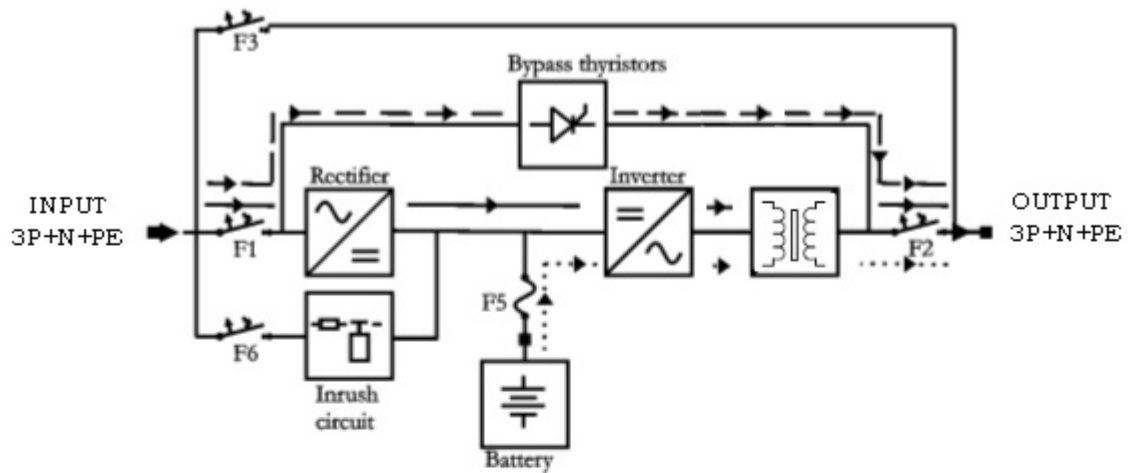 F3
Bypass thyristors
Rectifier
Inverter
INPUT
3P+N+PE
F1
F2
OUTPUT
3P+N+PE
F5
F6
Inrush
circuit
Battery